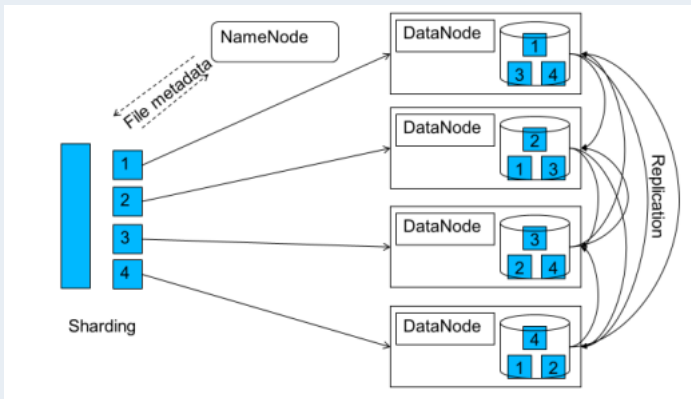 NameNode
File metadata
1
2
3
4
Sharding
DataNode
1
3 4
DataNode
2
1 3
DataNode
3
2 4
DataNode
4
1 2
Replication